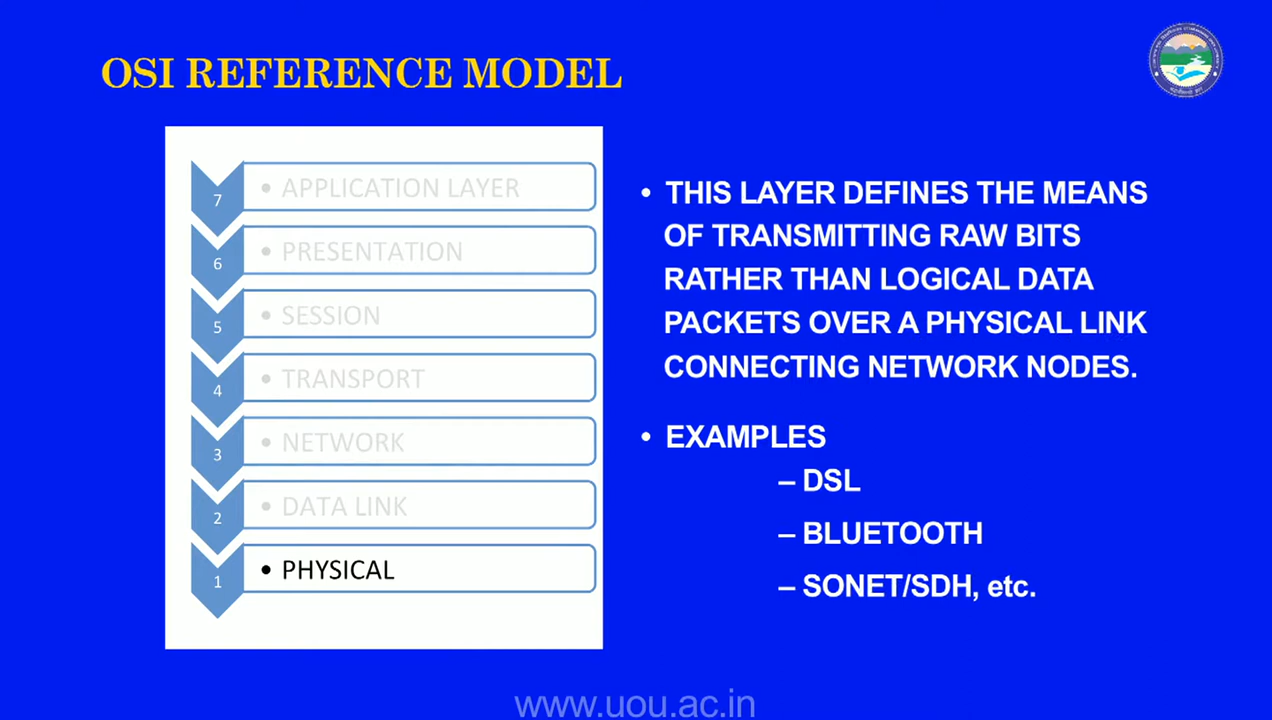 OSI REFERENCE MODEL
7
• APPLICATION LAYER
6
• PRESENTATION
5
• SESSION
4
• TRANSPORT
3
• NETWORK
2
• DATA LINK
1
• PHYSICAL
• THIS LAYER DEFINES THE MEANS
OF TRANSMITTING RAW BITS
RATHER THAN LOGICAL DATA
PACKETS OVER A PHYSICAL LINK
CONNECTING NETWORK NODES.
• EXAMPLES
– DSL
– BLUETOOTH
– SONET/SDH, etc.
www.uou.ac.in